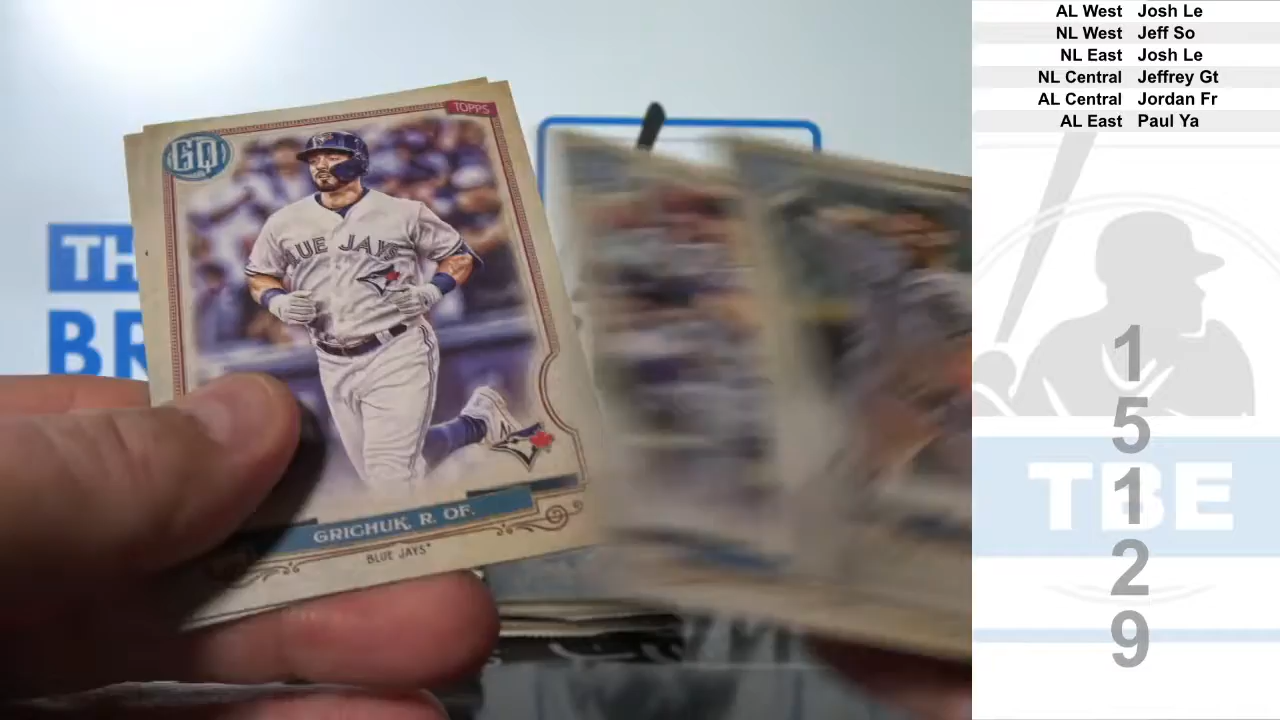 AL West Josh Le
NL West Jeff So
NL East Josh Le
NL Central Jeffrey Gt
AL Central Jordan Fr
AL East Paul Ya
TOPPS
GQ
BLUE JAYS
GRICHUK, R. OF.
BLUE JAYS
TH
BR
1
5
1
2
9
TBE